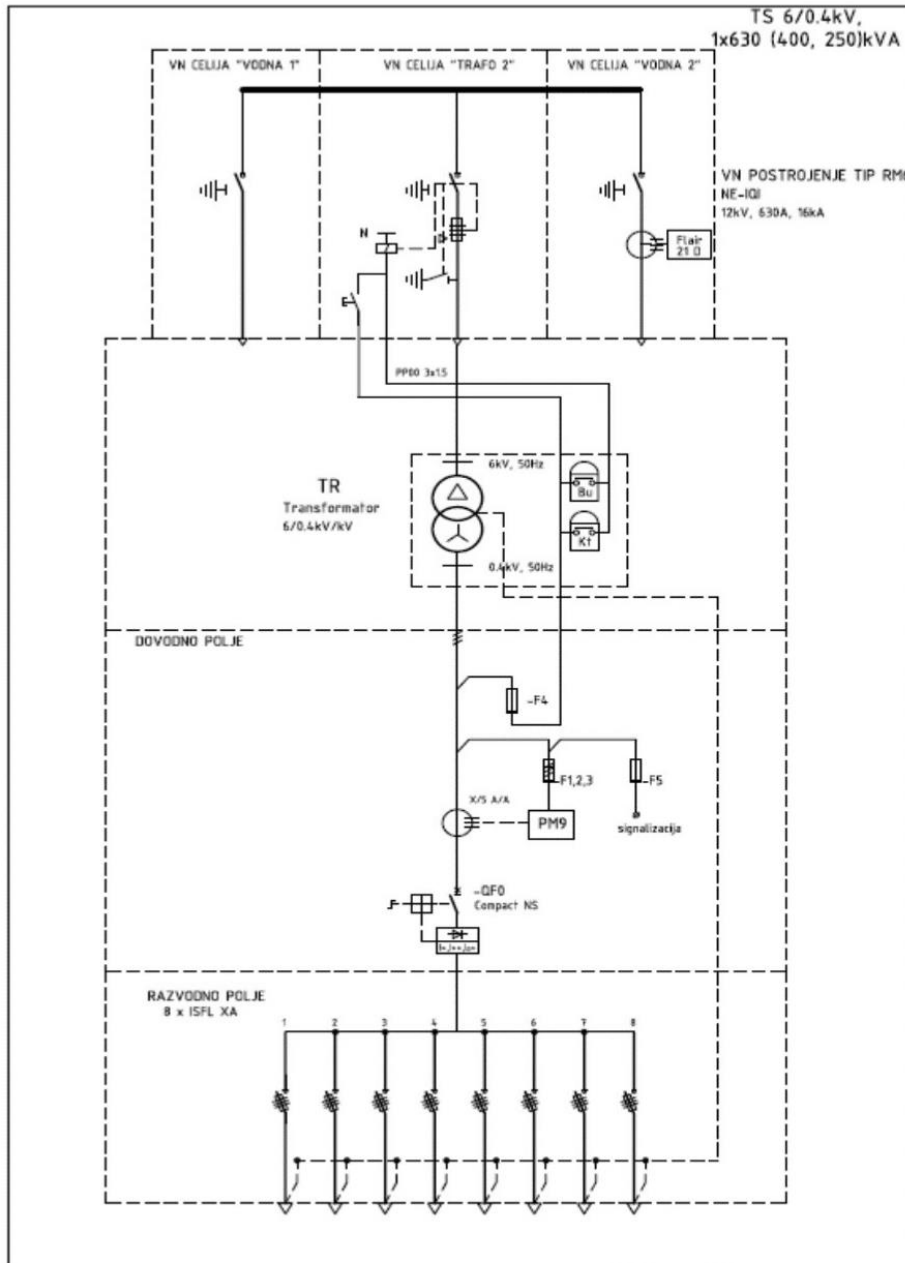 TS 6/0.4kV,
1x630 (400, 250)kVA
VN CELIJA "VODNA 1"
VN CELIJA "TRAFO 2"
VN CELIJA "VODNA 2"
VN POSTROJENJE TIP RM6
NE-IQI
12kV, 630A, 16kA
Flair
21 D
N
PP00 3x1.5
6kV, 50Hz
TR
Transformator
6/0.4kV/kV
Bu
Kt
0.4kV, 50Hz
DOVODNO POLJE
-F4
-F1,2,3
-F5
X/5 A/A
PM9
signalizacija
-QF0
Compact NS
RAZVODNO POLJE
8 x ISFL XA
1 2 3 4 5 6 7 8